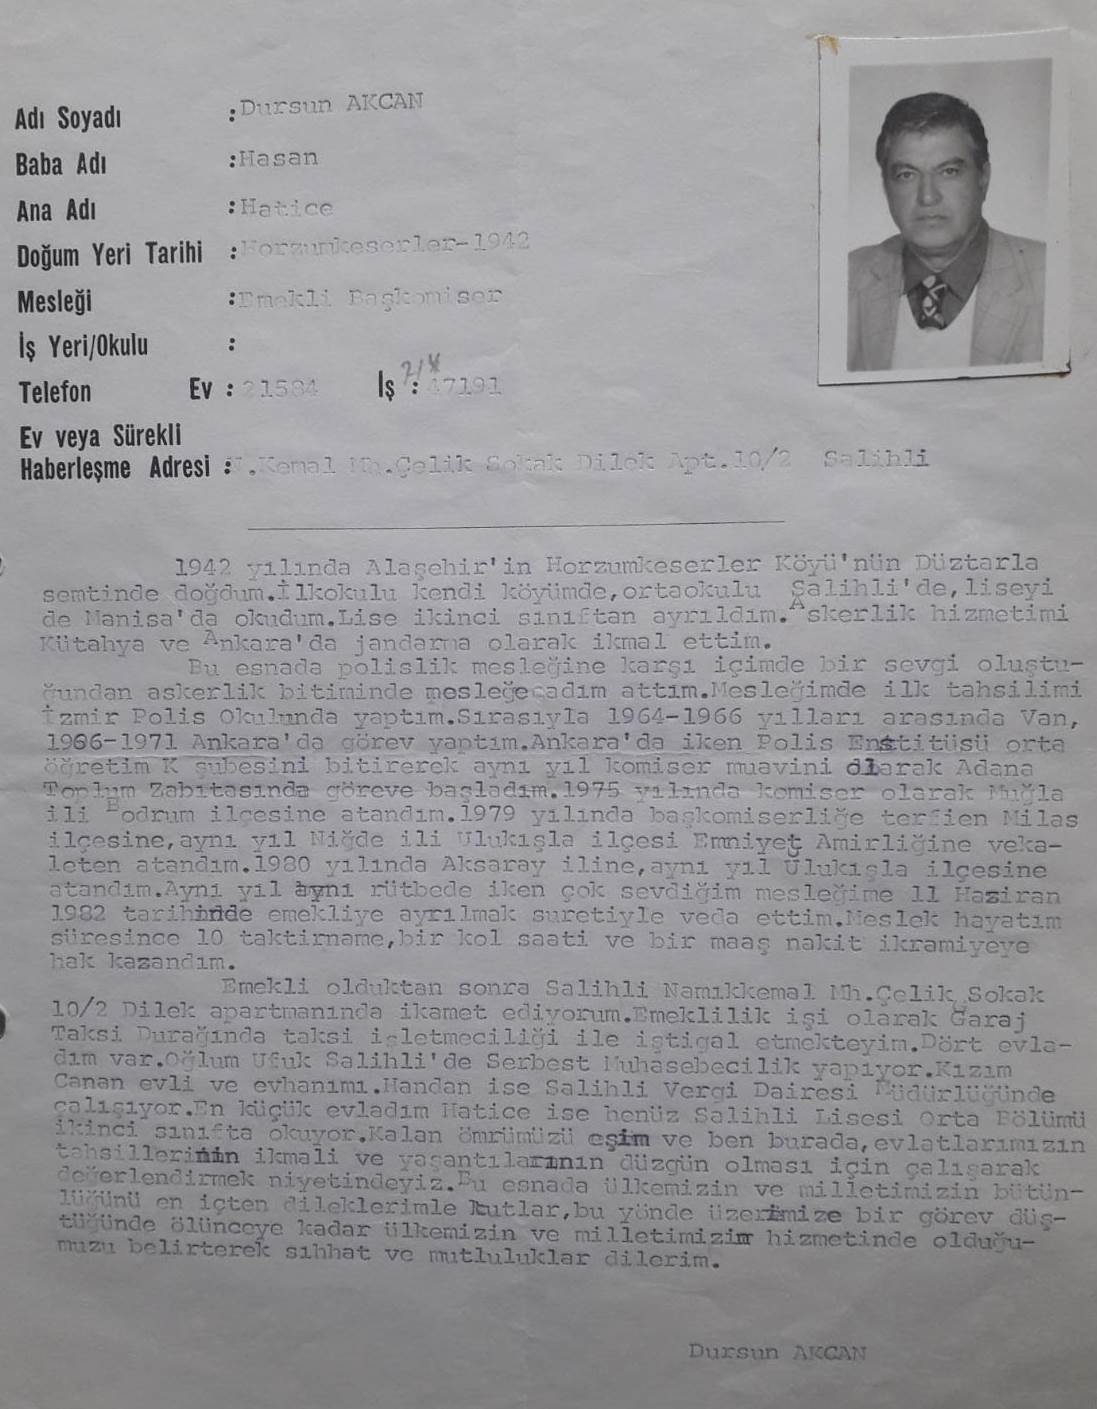 Adı Soyadı :Dursun AKCAN
Baba Adı :Hasan
Ana Adı :Hatice
Doğum Yeri Tarihi :Horzumkeserler-1942
Mesleği :Emekli Başkomiser
İş Yeri/Okulu :
Telefon Ev :21584 İş :47191
214
Ev veya Sürekli
Haberleşme Adresi :N.Kemal Mh.Çelik Sokak Dilek Apt.10/2 Salihli
1942 yılında Alaşehir'in Horzumkeserler Köyü'nün Düztarla
semtinde doğdum.İlkokulu kendi köyümde,ortaokulu Salihli'de,liseyi
de Manisa'da okudum.Lise ikinci sınıftan ayrıldım.Askerlik hizmetimi
Kütahya ve Ankara'da jandarma olarak ikmal ettim.
Bu esnada polislik mesleğine karşı içimde bir sevgi oluştu-
ğundan askerlik bitiminde mesleğe adım attım.Mesleğimde ilk tahsilimi
İzmir Polis Okulunda yaptım.Sırasıyla 1964-1966 yılları arasında Van,
1966-1971 Ankara'da görev yaptım.Ankara'da iken Polis Enstitüsü orta
öğretim K şubesini bitirerek aynı yıl komiser muavini olarak Adana
Toplum Zabıtasında göreve başladım.1975 yılında komiser olarak Muğla
ili Bodrum ilçesine atandım.1979 yılında başkomiserliğe terfien Milas
ilçesine,aynı yıl Niğde ili Ulukışla ilçesi Emniyet Amirliğine veka-
leten atandım.1980 yılında Aksaray iline,aynı yıl Ulukışla ilçesine
atandım.Aynı yıl aynı rütbede iken çok sevdiğim mesleğime 11 Haziran
1982 tarihinde emekliye ayrılmak suretiyle veda ettim.Meslek hayatım
süresince 10 taktirname,bir kol saati ve bir maaş nakit ikramiyeye
hak kazandım.
Emekli olduktan sonra Salihli Namıkkemal Mh.Çelik Sokak
10/2 Dilek apartmanında ikamet ediyorum.Emeklilik işi olarak Garaj
Taksi Durağında taksi işletmeciliği ile iştigal etmekteyim.Dört evla-
dım var.Oğlum Ufuk Salihli'de Serbest Muhasebecilik yapıyor.Kızım
Canan evli ve evhanımı.Handan ise Salihli Vergi Dairesi Müdürlüğünde
çalışıyor.En küçük evladım Hatice ise henüz Salihli Lisesi Orta Bölümü
ikinci sınıfta okuyor.Kalan ömrümüzü eşim ve ben burada,evlatlarımızın
tahsillerinin ikmali ve yaşantılarının düzgün olması için çalışarak
değerlendirmek niyetindeyiz.Bu esnada ülkemizin ve milletimizin bütün-
lüğünü en içten dileklerimle kutlar,bu yönde üzerimize bir görev düş-
tüğünde ölünceye kadar ülkemizin ve milletimizin hizmetinde olduğu-
muzu belirterek sıhhat ve mutluluklar dilerim.
Dursun AKCAN